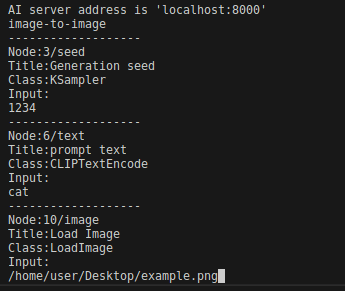 AI server address is 'localhost:8000'
image-to-image
-------------------
Node:3/seed
Title:Generation seed
Class:KSampler
Input:
1234
-------------------
Node:6/text
Title:prompt text
Class:CLIPTextEncode
Input:
cat
-------------------
Node:10/image
Title:Load Image
Class:LoadImage
Input:
/home/user/Desktop/example.png